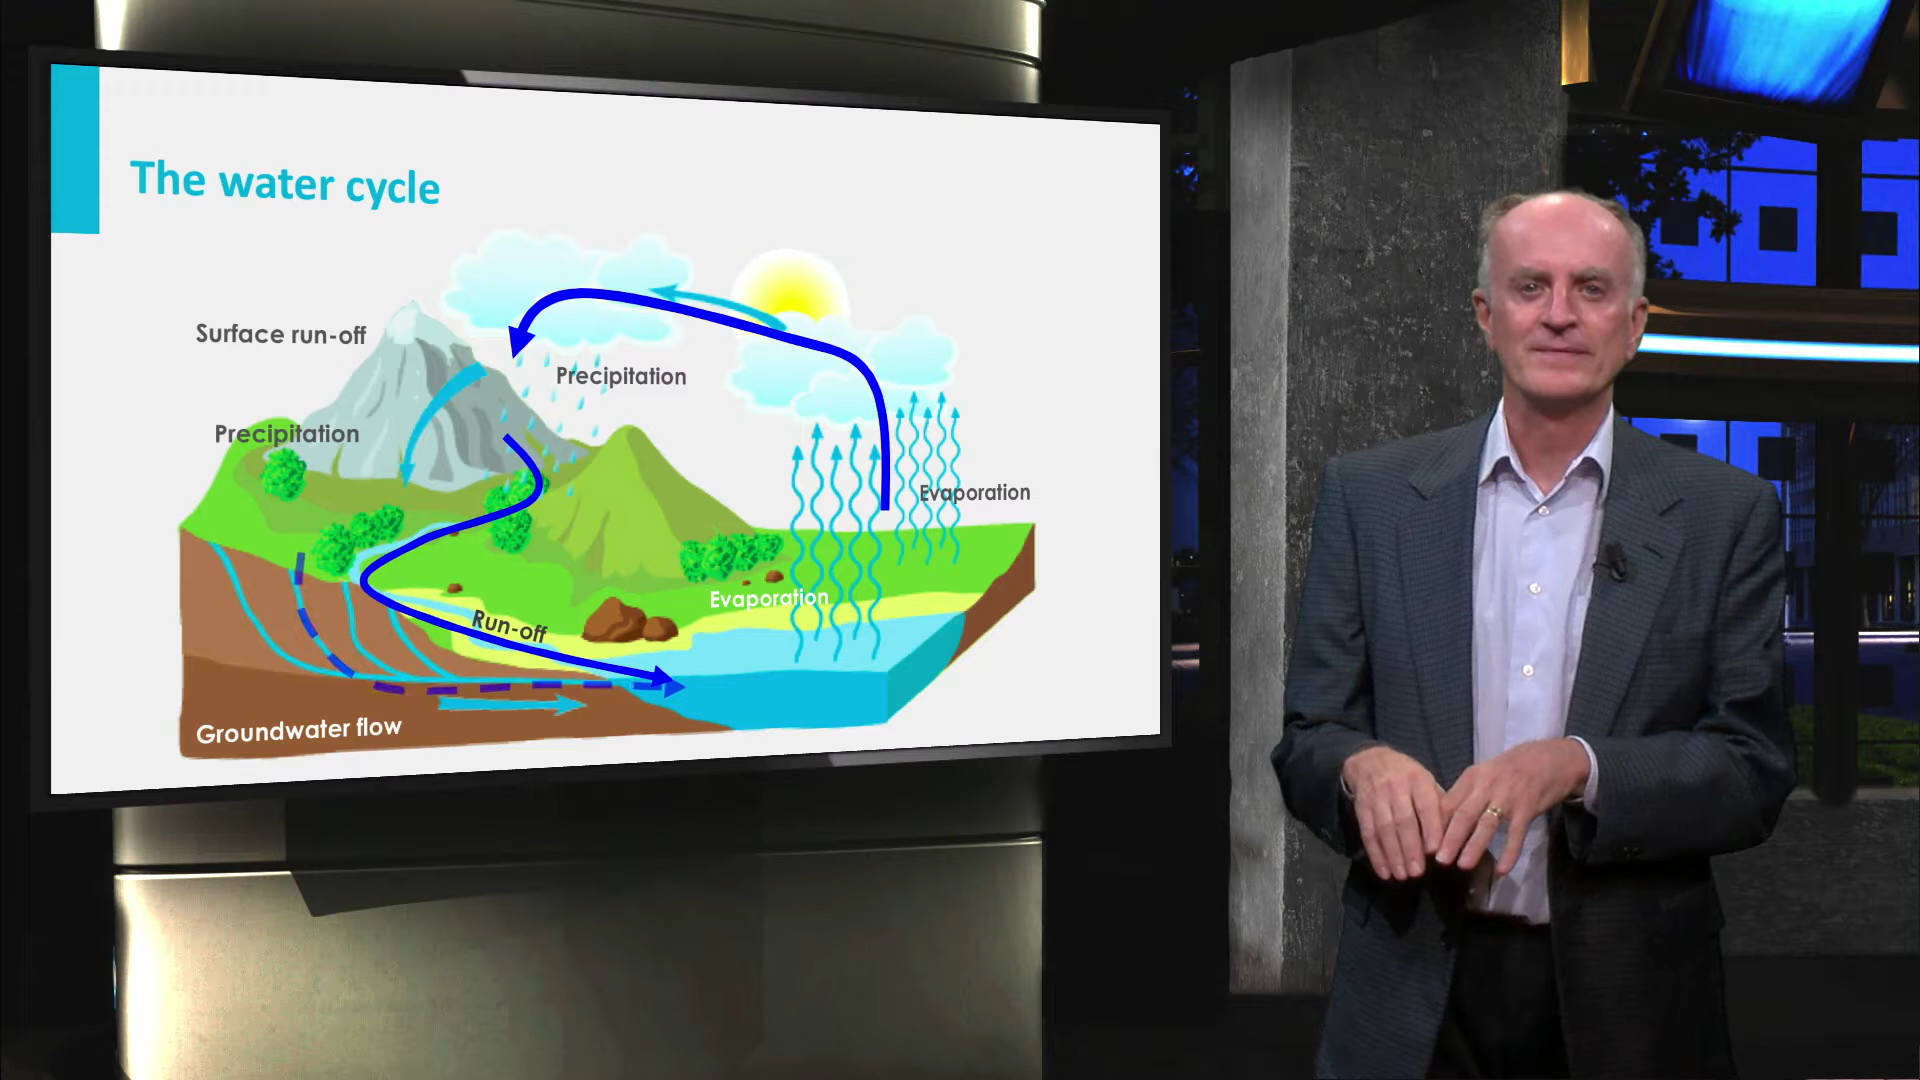 The water cycle
Surface run-off
Precipitation
Precipitation
Evaporation
Evaporation
Run-off
Groundwater flow